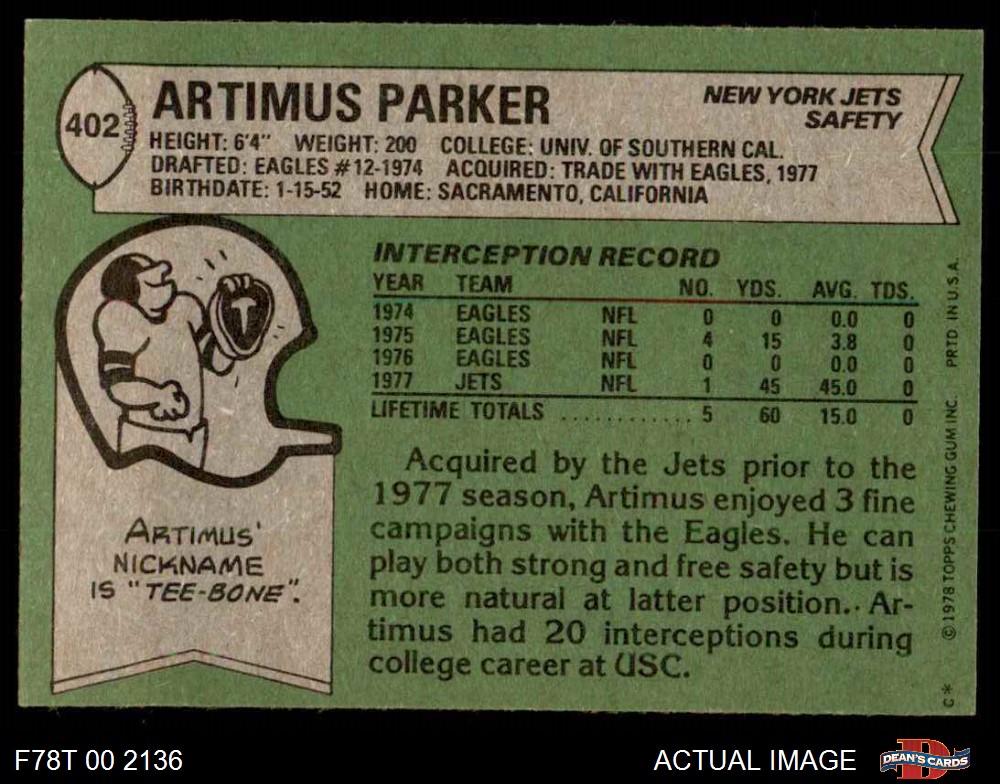 402
ARTIMUS PARKER
NEW YORK JETS
SAFETY
HEIGHT: 6'4" WEIGHT: 200 COLLEGE: UNIV. OF SOUTHERN CAL.
DRAFTED: EAGLES #12-1974 ACQUIRED: TRADE WITH EAGLES, 1977
BIRTHDATE: 1-15-52 HOME: SACRAMENTO, CALIFORNIA
T
ARTIMUS'
NICKNAME
IS "TEE-BONE".
INTERCEPTION RECORD
YEAR TEAM NO. YDS. AVG. TDS.
1974 EAGLES NFL 0 0 0.0 0
1975 EAGLES NFL 4 15 3.8 0
1976 EAGLES NFL 0 0 0.0 0
1977 JETS NFL 1 45 45.0 0
LIFETIME TOTALS ............ 5 60 15.0 0
Acquired by the Jets prior to the
1977 season, Artimus enjoyed 3 fine
campaigns with the Eagles. He can
play both strong and free safety but is
more natural at latter position.. Ar-
timus had 20 interceptions during
college career at USC.
C* © 1978 TOPPS CHEWING GUM INC. PRTD IN U.S.A.
F78T 00 2136
ACTUAL IMAGE
D
DEAN'S CARDS